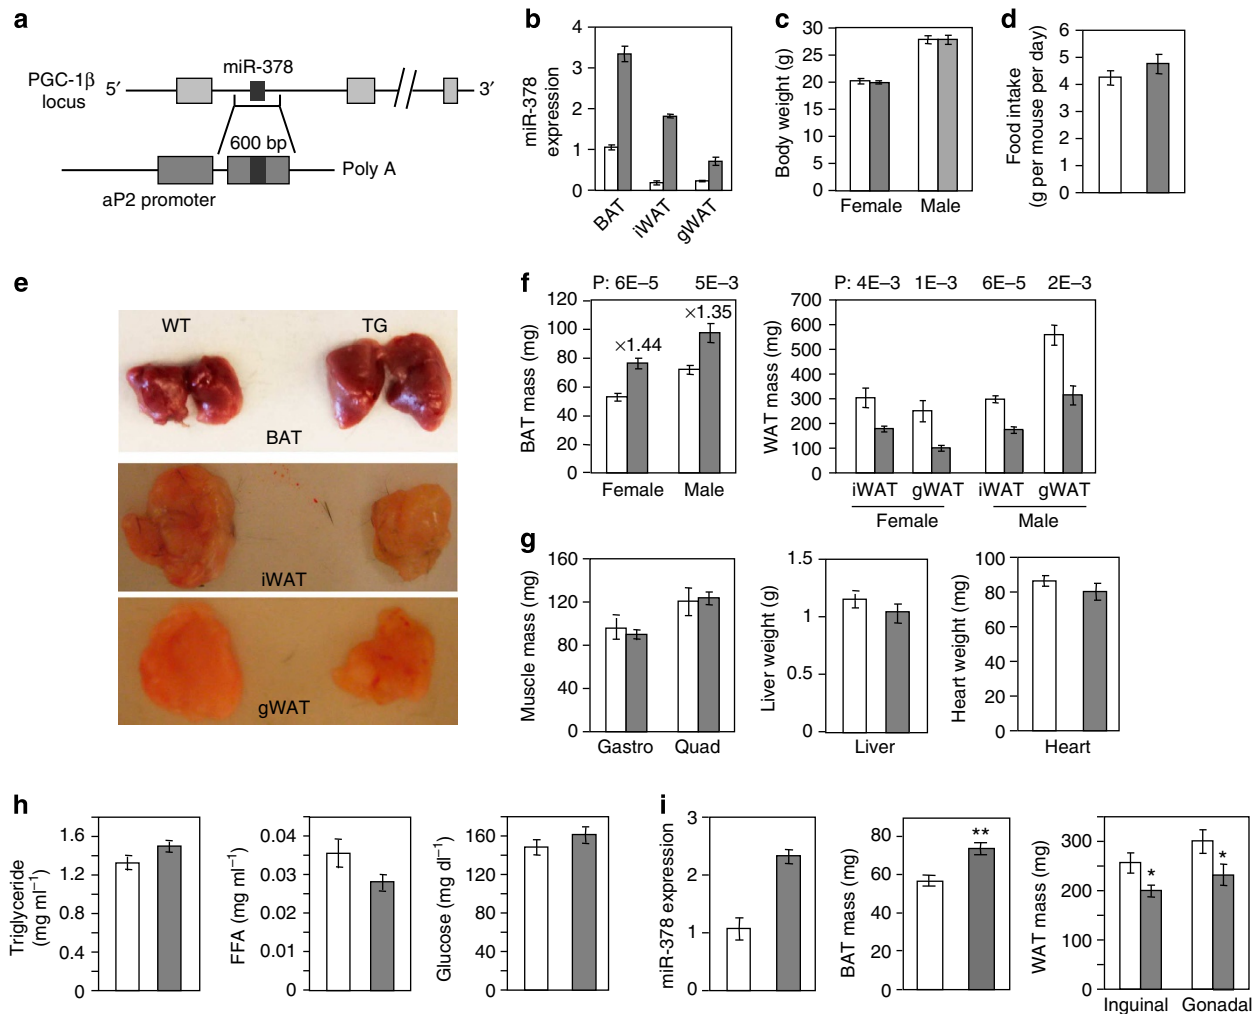 a
PGC-1β
locus
5′
miR-378
3′
600 bp
Poly A
aP2 promoter
b
miR-378
expression
4
3
2
1
0
BAT
iWAT
gWAT
c
Body weight (g)
30
25
20
15
10
5
0
Female
Male
d
Food intake
(g per mouse per day)
6
5
4
3
2
1
0
e
WT
TG
BAT
iWAT
gWAT
f
P: 6E–5
5E–3
BAT mass (mg)
120
100
80
60
40
20
0
×1.44
×1.35
Female
Male
P: 4E–3
1E–3
6E–5
2E–3
WAT mass (mg)
700
600
500
400
300
200
100
0
iWAT
gWAT
iWAT
gWAT
Female
Male
g
Muscle mass (mg)
160
120
80
40
0
Gastro
Quad
Liver weight (g)
1.5
1
0.5
0
Liver
Heart weight (mg)
100
80
60
40
20
0
Heart
h
Triglyceride
(mg ml−1)
1.6
1.2
0.8
0.4
0
FFA (mg ml−1)
0.04
0.03
0.02
0.01
0
Glucose (mg dl−1)
160
120
80
40
0
i
miR-378 expression
3
2
1
0
BAT mass (mg)
80
60
40
20
0
**
WAT mass (mg)
300
200
100
0
*
*
Inguinal
Gonadal